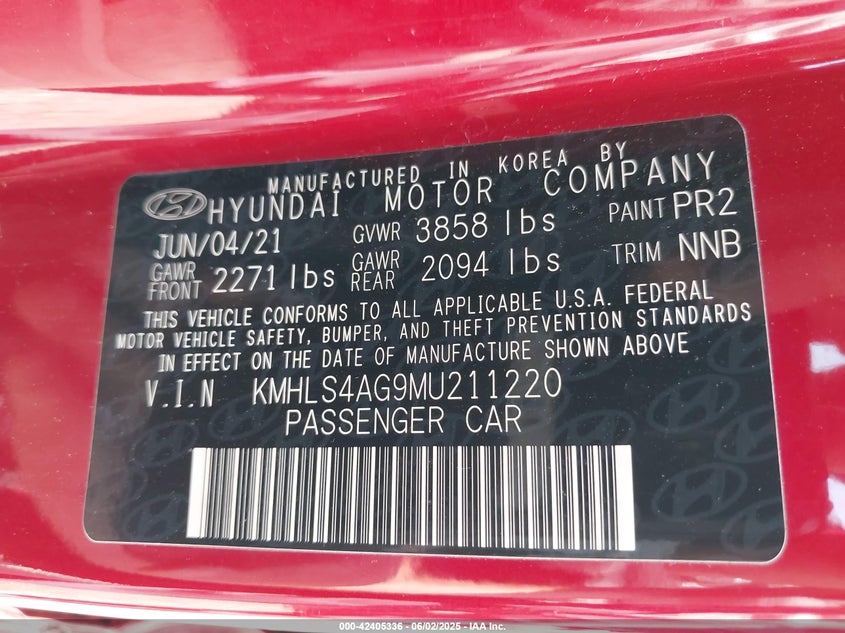 MANUFACTURED IN KOREA BY
HYUNDAI MOTOR COMPANY
JUN/04/21 GVWR 3858 lbs PAINT PR2
GAWR FRONT 2271 lbs GAWR REAR 2094 lbs TRIM NNB
THIS VEHICLE CONFORMS TO ALL APPLICABLE U.S.A. FEDERAL
MOTOR VEHICLE SAFETY, BUMPER, AND THEFT PREVENTION STANDARDS
IN EFFECT ON THE DATE OF MANUFACTURE SHOWN ABOVE
V.I.N KMHLS4AG9MU211220
PASSENGER CAR
000-42405336 - 06/02/2025 - IAA Inc.